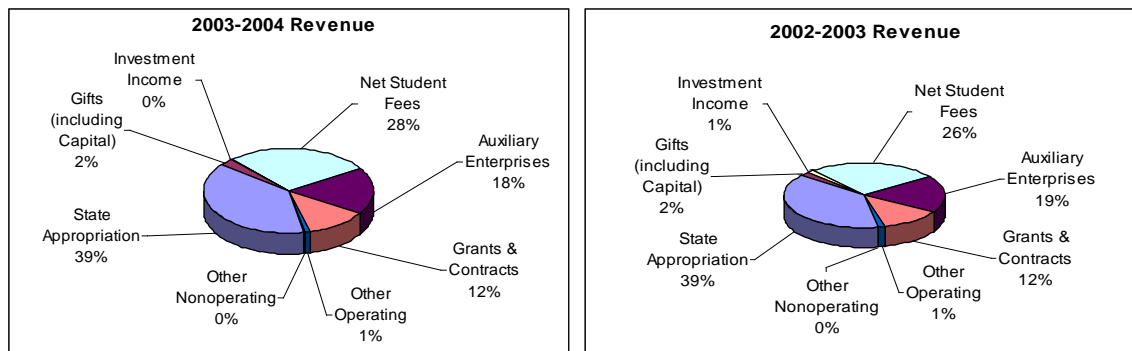 2003-2004 Revenue
Investment
Income
0%
Net Student
Fees
28%
Gifts
(including
Capital)
2%
Auxiliary
Enterprises
18%
State
Appropriation
39%
Grants &
Contracts
12%
Other
Nonoperating
0%
Other
Operating
1%
2002-2003 Revenue
Investment
Income
1%
Net Student
Fees
26%
Gifts
(including
Capital)
2%
Auxiliary
Enterprises
19%
State
Appropriation
39%
Grants &
Contracts
12%
Other
Nonoperating
0%
Other
Operating
1%